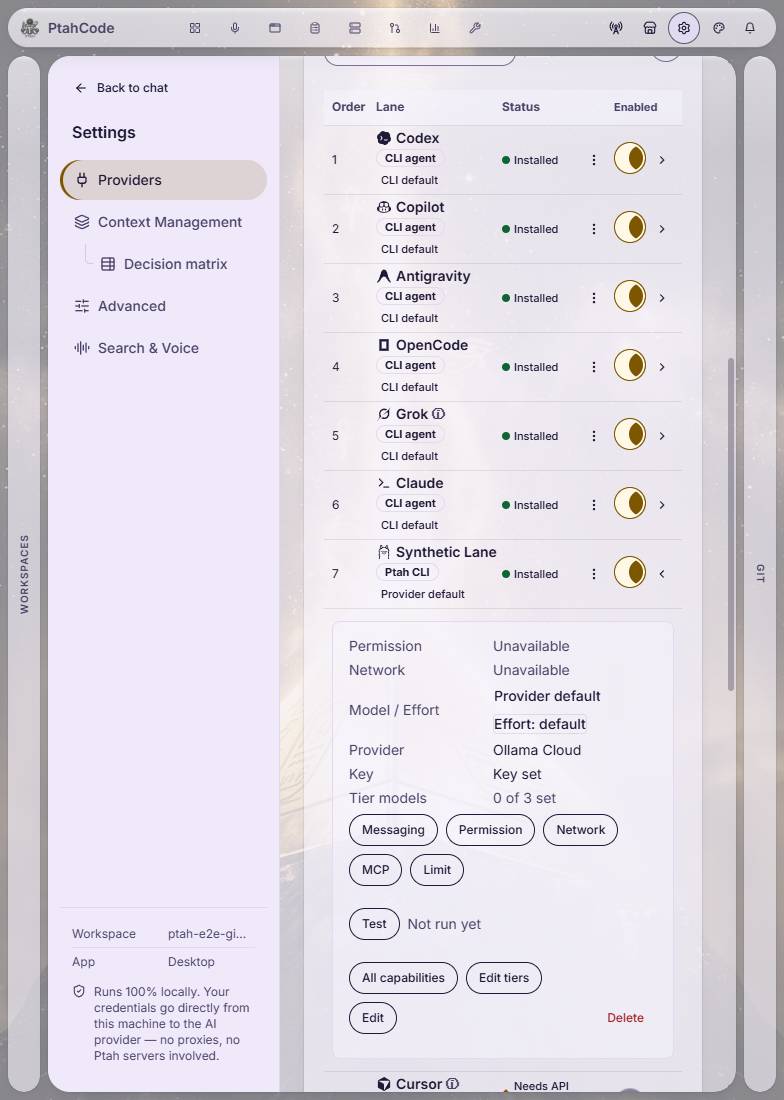 PtahCode
Back to chat
Settings
Providers
Context Management
Decision matrix
Advanced
Search & Voice
WORKSPACES
Workspace ptah-e2e-gi...
App Desktop
Runs 100% locally. Your
credentials go directly from
this machine to the AI
provider — no proxies, no
Ptah servers involved.
Order Lane Status Enabled
1 Codex
CLI agent Installed
CLI default
2 Copilot
CLI agent Installed
CLI default
3 Antigravity
CLI agent Installed
CLI default
4 OpenCode
CLI agent Installed
CLI default
5 Grok
CLI agent Installed
CLI default
6 Claude
CLI agent Installed
CLI default
7 Synthetic Lane
Ptah CLI Installed
Provider default
Permission Unavailable
Network Unavailable
Model / Effort Provider default
Effort: default
Provider Ollama Cloud
Key Key set
Tier models 0 of 3 set
Messaging Permission Network
MCP Limit
Test Not run yet
All capabilities Edit tiers
Edit Delete
Cursor Needs API
GIT